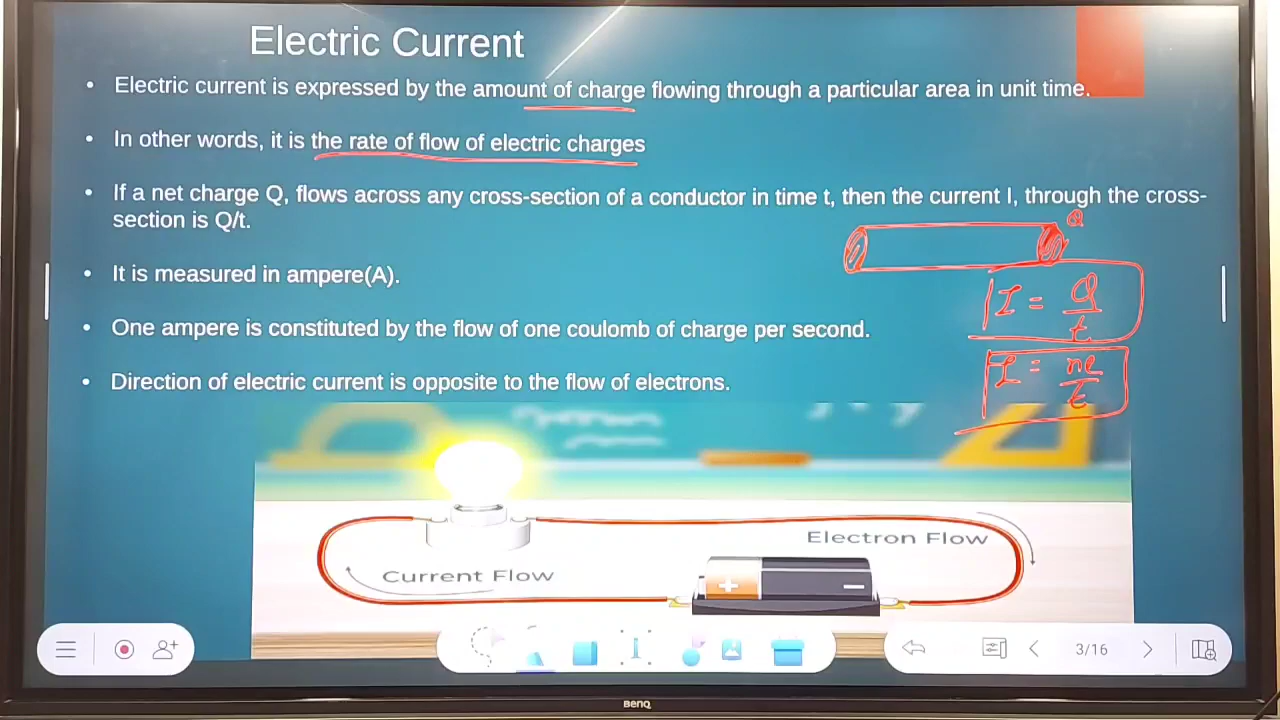 Electric Current
• Electric current is expressed by the amount of charge flowing through a particular area in unit time.
• In other words, it is the rate of flow of electric charges
• If a net charge Q, flows across any cross-section of a conductor in time t, then the current I, through the cross-
section is Q/t.
• It is measured in ampere(A).
• One ampere is constituted by the flow of one coulomb of charge per second.
• Direction of electric current is opposite to the flow of electrons.
Q
I = Q/t
I = ne/t
Electron Flow
Current Flow
+
−
3/16
BenQ